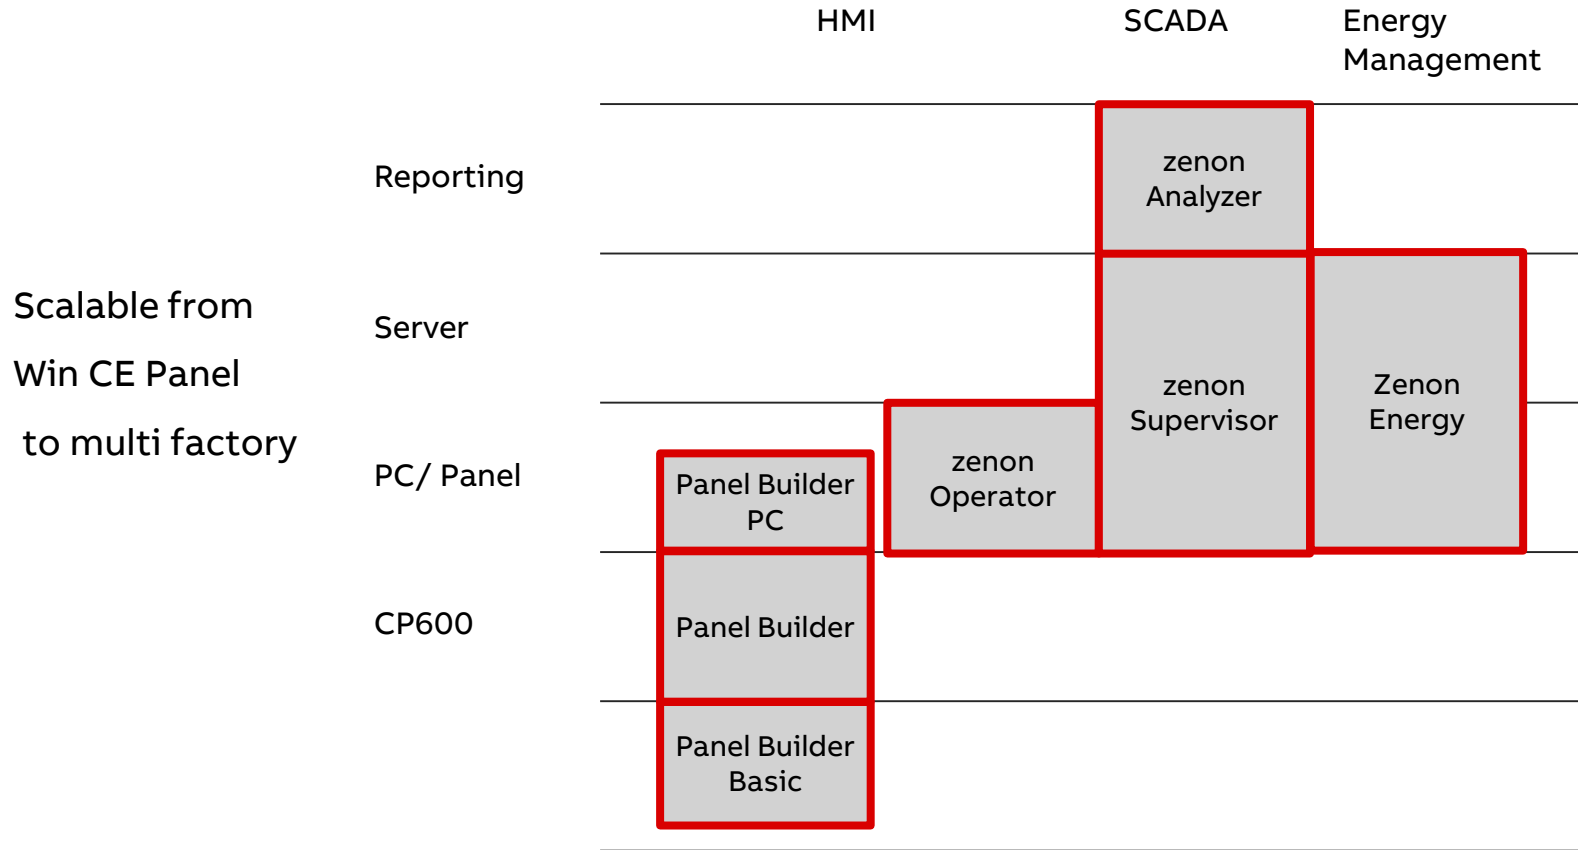 HMI
SCADA
Energy
Management
Reporting
zenon
Analyzer
Scalable from
Win CE Panel
to multi factory
Server
zenon
Supervisor
Zenon
Energy
PC/ Panel
Panel Builder
PC
zenon
Operator
CP600
Panel Builder
Panel Builder
Basic